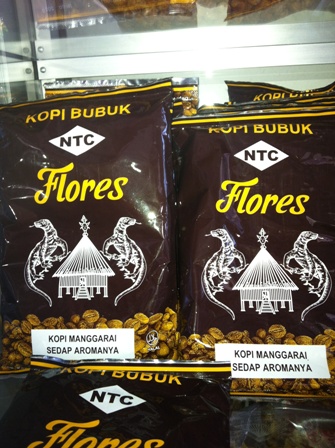 KOPI BUBUK
NTC
Flores
KOPI MANGGARAI
SEDAP AROMANYA
KOPI BUBUK
NTC
Flores
KOPI MANGGARAI
SEDAP AROMANYA
KOPI BUBUK
NTC